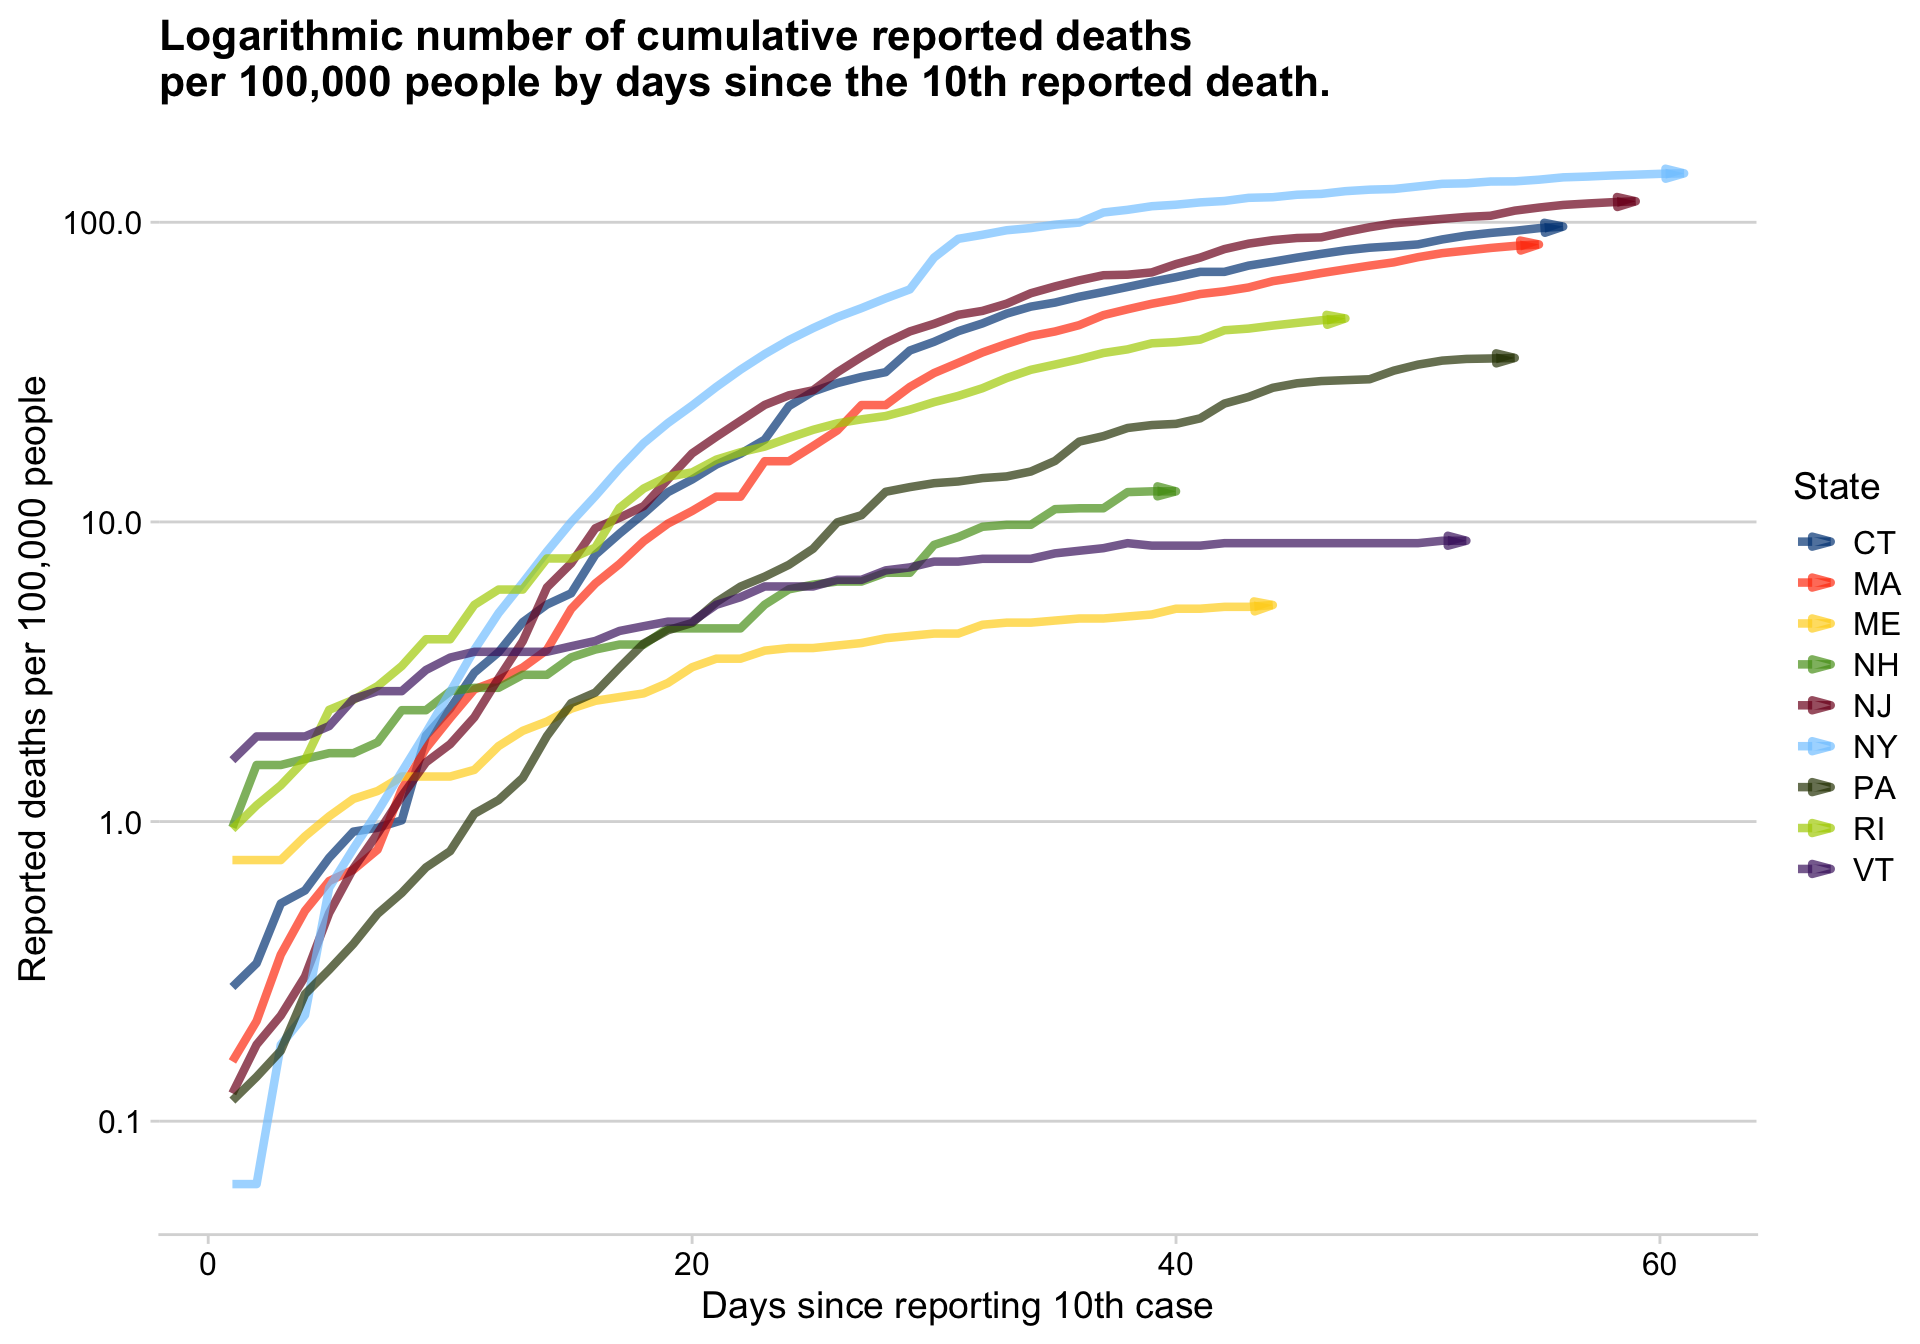 Logarithmic number of cumulative reported deaths
per 100,000 people by days since the 10th reported death.
Reported deaths per 100,000 people
100.0
10.0
1.0
0.1
0
20
40
60
Days since reporting 10th case
State
CT
MA
ME
NH
NJ
NY
PA
RI
VT